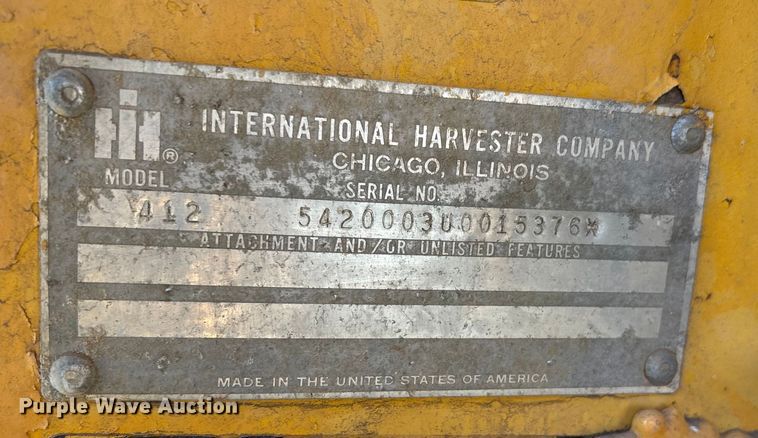 IH®
INTERNATIONAL HARVESTER COMPANY
CHICAGO, ILLINOIS
MODEL
SERIAL NO.
412 5420003U0015376X
ATTACHMENT AND/OR UNLISTED FEATURES
MADE IN THE UNITED STATES OF AMERICA
Purple Wave Auction